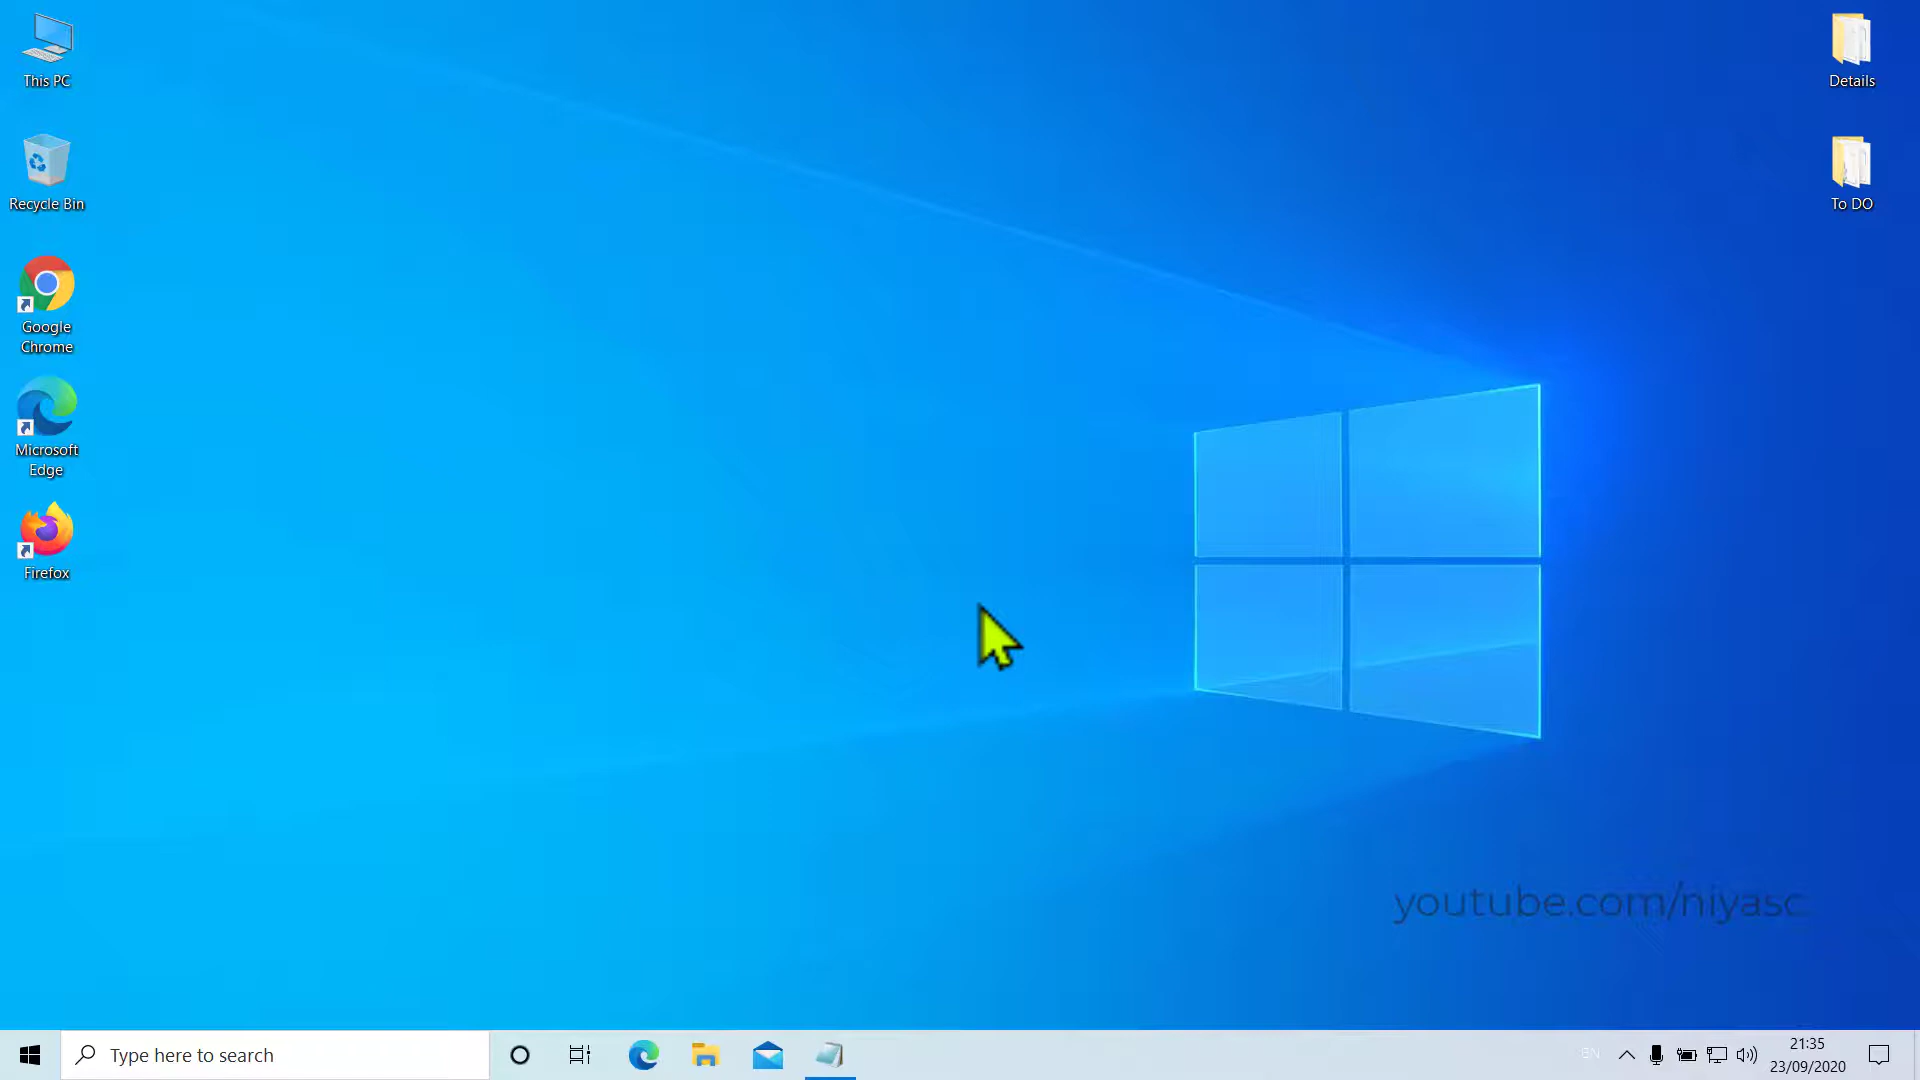 This PC
Recycle Bin
Google
Chrome
Microsoft
Edge
Firefox
Details
To DO
youtube.com/niyasc
Type here to search
EN
21:35
23/09/2020